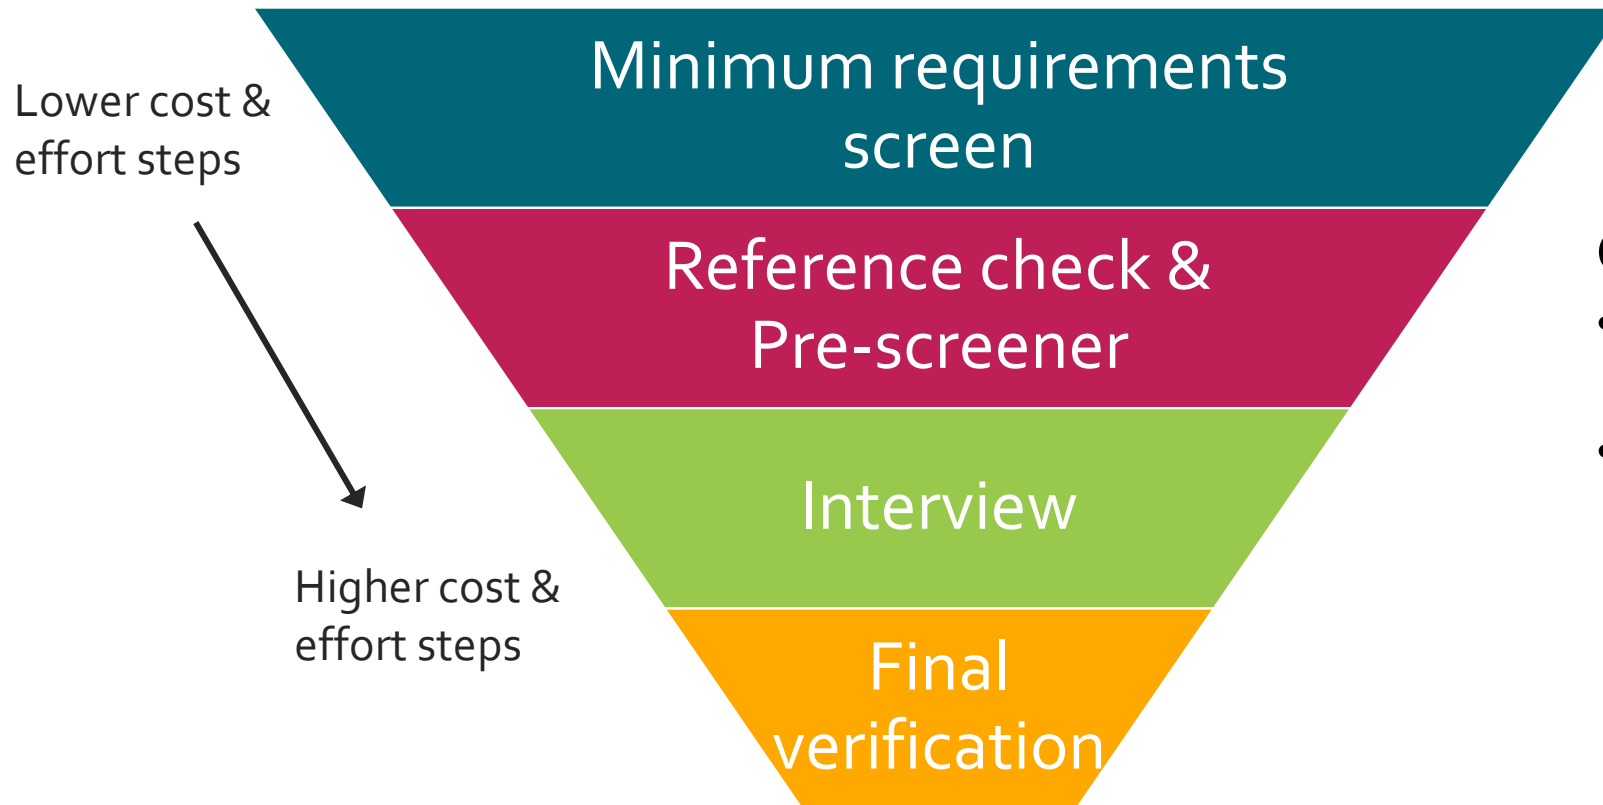 Minimum requirements
screen
Lower cost &
effort steps
Reference check &
Pre-screener
Interview
Higher cost &
effort steps
Final
verification